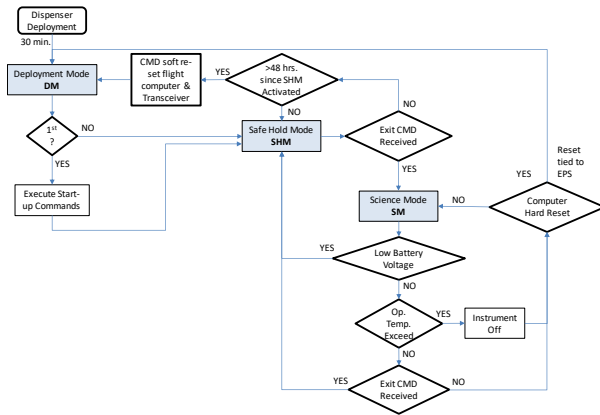 Dispenser
Deployment
30 min.
Deployment Mode
DM
CMD soft re-
set flight
computer &
Transceiver
YES
>48 hrs.
since SHM
Activated
NO
NO
1st
?
NO
YES
Safe Hold Mode
SHM
Exit CMD
Received
YES
Execute Start-
up Commands
Science Mode
SM
NO
YES
Computer
Hard Reset
Reset
tied to
EPS
YES
Low Battery
Voltage
NO
Op.
Temp.
Exceed
YES
Instrument
Off
NO
YES
Exit CMD
Received
NO